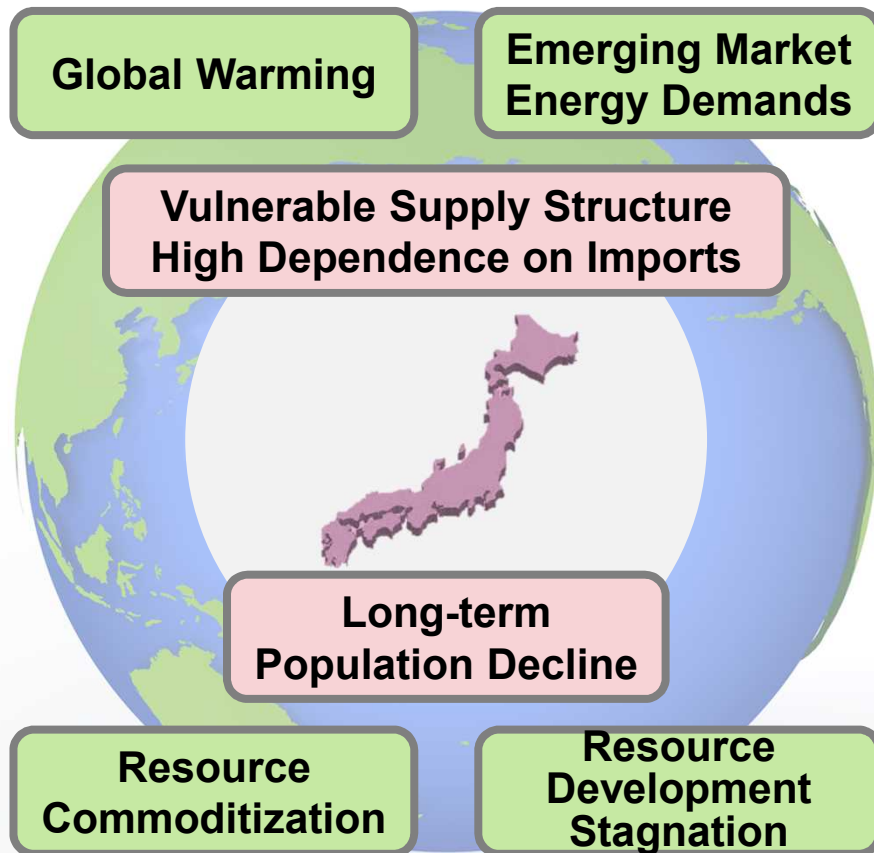 Global Warming
Emerging Market
Energy Demands
Vulnerable Supply Structure
High Dependence on Imports
Long-term
Population Decline
Resource
Commoditization
Resource
Development
Stagnation